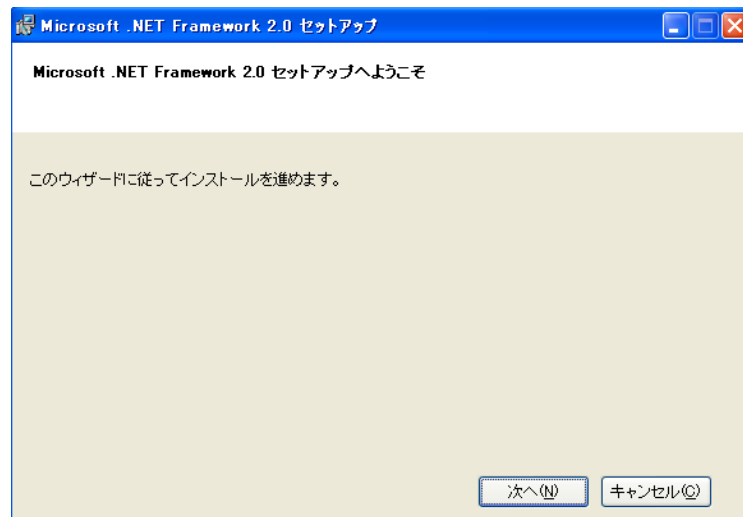 Microsoft .NET Framework 2.0 セットアップ
Microsoft .NET Framework 2.0 セットアップへようこそ
このウィザードに従ってインストールを進めます。
次へ(N)
キャンセル(C)